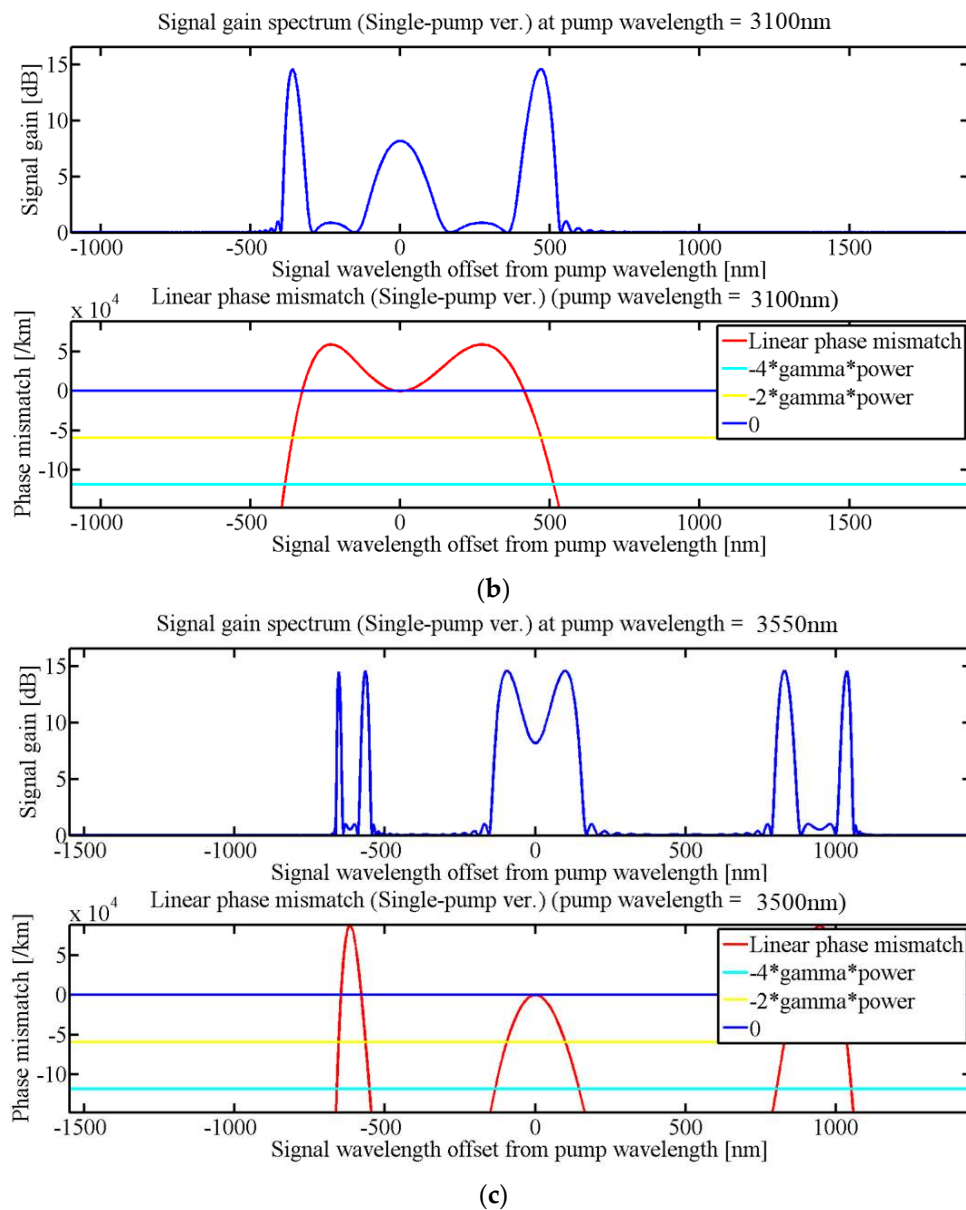 Signal gain spectrum (Single-pump ver.) at pump wavelength = 3100nm
Signal gain [dB]
15
10
5
0
-1000 -500 0 500 1000 1500
Signal wavelength offset from pump wavelength [nm]
x 10^4
Linear phase mismatch (Single-pump ver.) (pump wavelength = 3100nm)
Phase mismatch [/km]
5
0
-5
-10
Linear phase mismatch
-4*gamma*power
-2*gamma*power
0
-1000 -500 0 500 1000 1500
Signal wavelength offset from pump wavelength [nm]
(b)
Signal gain spectrum (Single-pump ver.) at pump wavelength = 3550nm
Signal gain [dB]
15
10
5
0
-1500 -1000 -500 0 500 1000
Signal wavelength offset from pump wavelength [nm]
x 10^4
Linear phase mismatch (Single-pump ver.) (pump wavelength = 3500nm)
Phase mismatch [/km]
5
0
-5
-10
Linear phase mismatch
-4*gamma*power
-2*gamma*power
0
-1500 -1000 -500 0 500 1000
Signal wavelength offset from pump wavelength [nm]
(c)